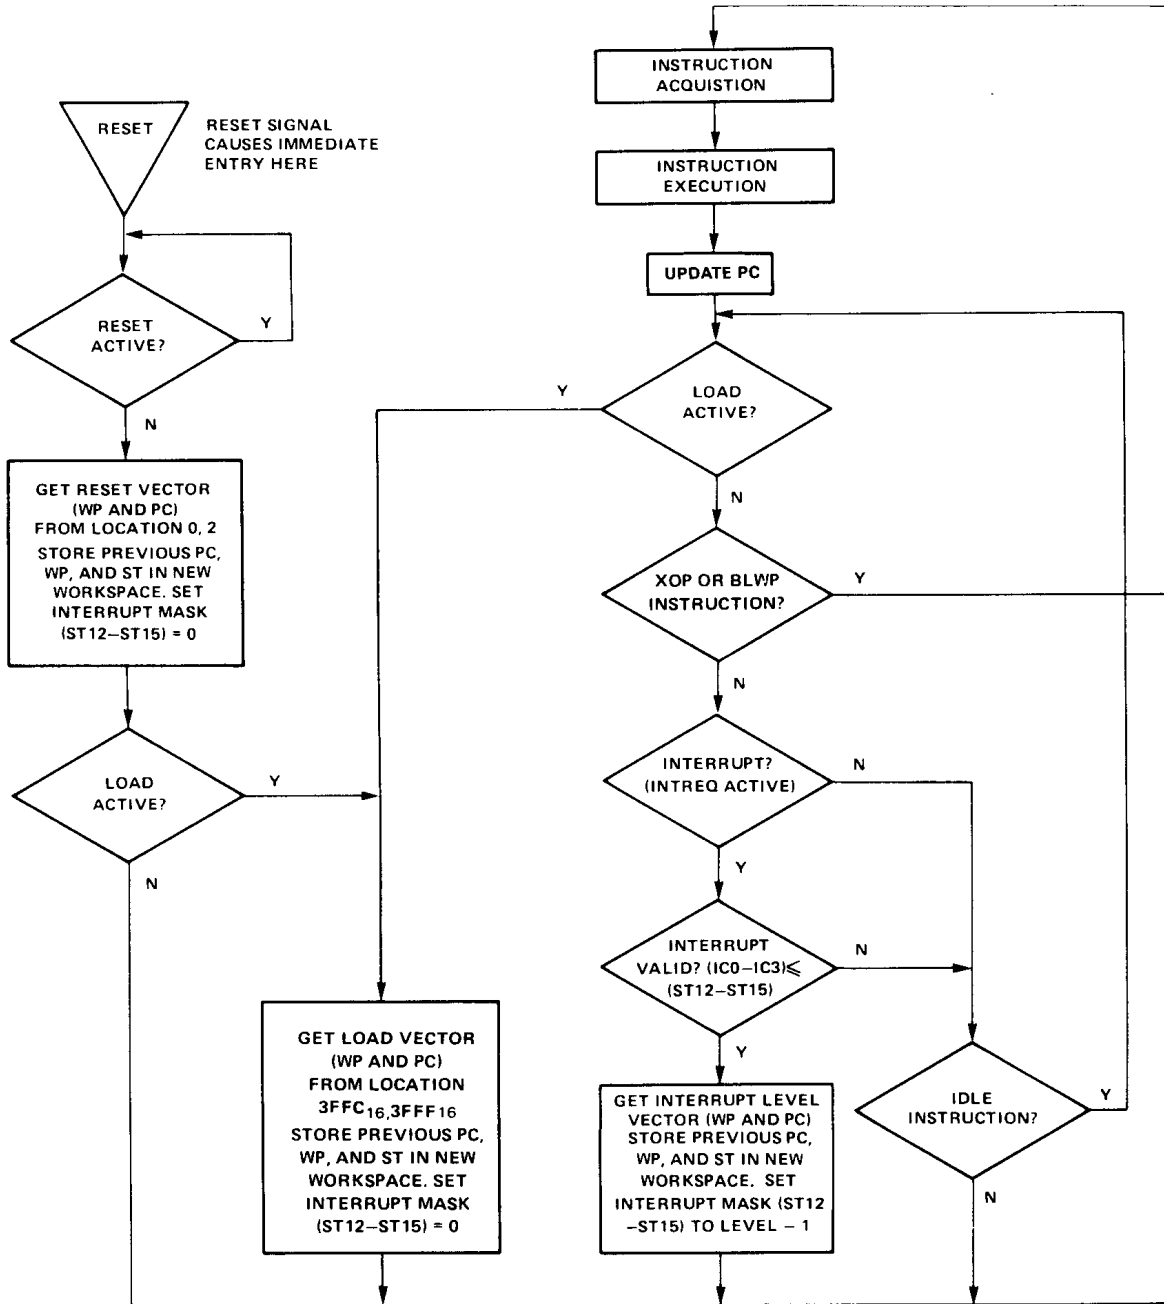 RESET
RESET SIGNAL
CAUSES IMMEDIATE
ENTRY HERE
RESET
ACTIVE?
Y
N
GET RESET VECTOR
(WP AND PC)
FROM LOCATION 0, 2
STORE PREVIOUS PC,
WP, AND ST IN NEW
WORKSPACE. SET
INTERRUPT MASK
(ST12–ST15) = 0
LOAD
ACTIVE?
Y
N
GET LOAD VECTOR
(WP AND PC)
FROM LOCATION
3FFC₁₆,3FFF₁₆
STORE PREVIOUS PC,
WP, AND ST IN NEW
WORKSPACE. SET
INTERRUPT MASK
(ST12–ST15) = 0
INSTRUCTION
ACQUISTION
INSTRUCTION
EXECUTION
UPDATE PC
LOAD
ACTIVE?
Y
N
XOP OR BLWP
INSTRUCTION?
Y
N
INTERRUPT?
(INTREQ ACTIVE)
N
Y
INTERRUPT
VALID? (IC0–IC3)⩽
(ST12–ST15)
N
Y
GET INTERRUPT LEVEL
VECTOR (WP AND PC)
STORE PREVIOUS PC,
WP, AND ST IN NEW
WORKSPACE. SET
INTERRUPT MASK (ST12
–ST15) TO LEVEL – 1
IDLE
INSTRUCTION?
Y
N